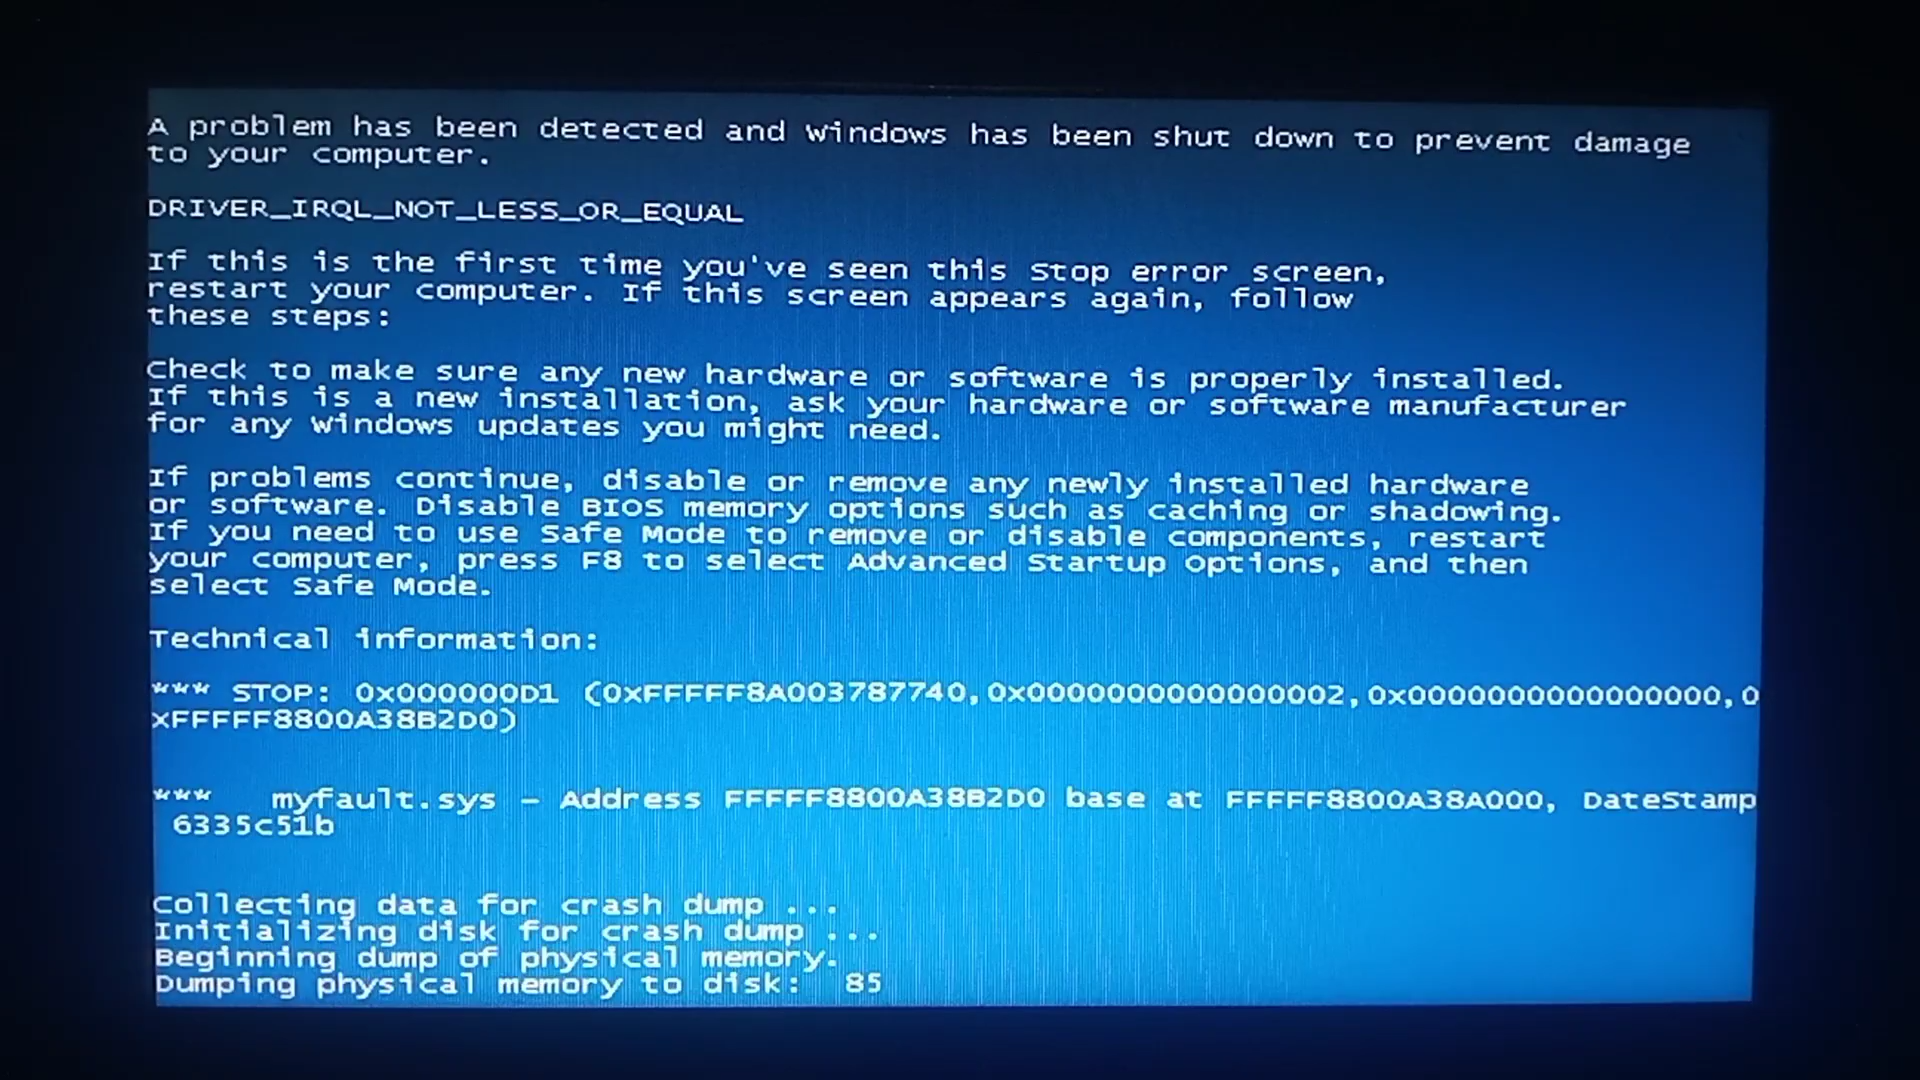 A problem has been detected and windows has been shut down to prevent damage
to your computer.
DRIVER_IRQL_NOT_LESS_OR_EQUAL
If this is the first time you've seen this Stop error screen,
restart your computer. If this screen appears again, follow
these steps:
Check to make sure any new hardware or software is properly installed.
If this is a new installation, ask your hardware or software manufacturer
for any windows updates you might need.
If problems continue, disable or remove any newly installed hardware
or software. Disable BIOS memory options such as caching or shadowing.
If you need to use Safe Mode to remove or disable components, restart
your computer, press F8 to select Advanced Startup Options, and then
select Safe Mode.
Technical information:
*** STOP: 0x000000D1 (0xFFFFF8A003787740,0x0000000000000002,0x0000000000000000,0
xFFFFF8800A38B2D0)
***   myfault.sys - Address FFFFF8800A38B2D0 base at FFFFF8800A38A000, DateStamp
6335c51b
Collecting data for crash dump ...
Initializing disk for crash dump ...
Beginning dump of physical memory.
Dumping physical memory to disk:  85